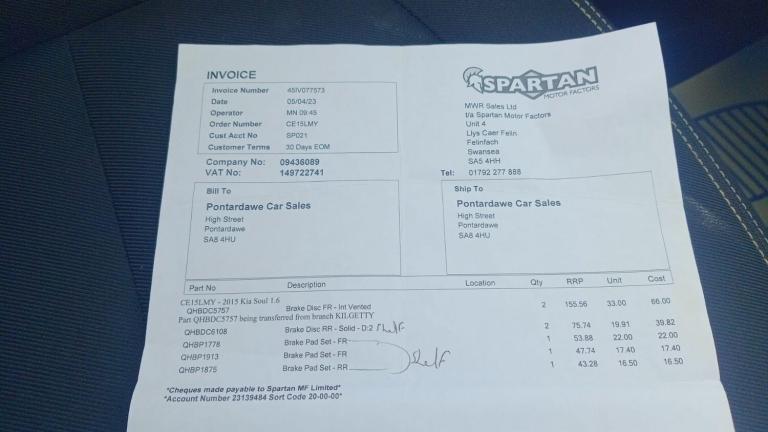 INVOICE
Invoice Number 45IV077573
Date 05/04/23
Operator MN 09:45
Order Number CE15LMY
Cust Acct No SP021
Customer Terms 30 Days EOM
Company No: 09436089
VAT No: 149722741
SPARTAN
MOTOR FACTORS
MWR Sales Ltd
t/a Spartan Motor Factors
Unit 4
Llys Caer Felin
Felinfach
Swansea
SA5 4HH
Tel: 01792 277 888
Bill To
Pontardawe Car Sales
High Street
Pontardawe
SA8 4HU
Ship To
Pontardawe Car Sales
High Street
Pontardawe
SA8 4HU
Part No Description Location Qty RRP Unit Cost
CE15LMY - 2015 Kia Soul 1.6
QHBDC5757 Brake Disc FR - Int Vented 2 155.56 33.00 66.00
Part QHBDC5757 being transferred from branch KILGETTY
QHBDC6108 Brake Disc RR - Solid - D:2 Shelf 2 75.74 19.91 39.82
QHBP1778 Brake Pad Set - FR 1 53.88 22.00 22.00
QHBP1913 Brake Pad Set - FR 1 47.74 17.40 17.40
Shelf
QHBP1875 Brake Pad Set - RR 1 43.28 16.50 16.50
*Cheques made payable to Spartan MF Limited*
*Account Number 23139484 Sort Code 20-00-00*